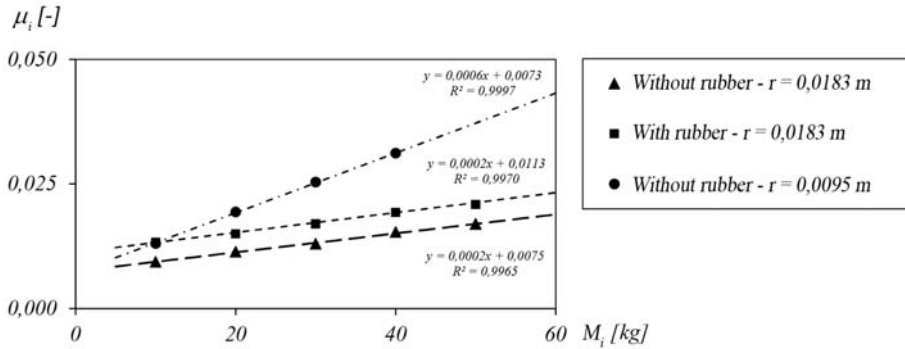 μᵢ [-]
0,050
0,025
0,000
y = 0,0006x + 0,0073
R² = 0,9997
y = 0,0002x + 0,0113
R² = 0,9970
y = 0,0002x + 0,0075
R² = 0,9965
0 20 40 60 Mᵢ [kg]
Without rubber - r = 0,0183 m
With rubber - r = 0,0183 m
Without rubber - r = 0,0095 m